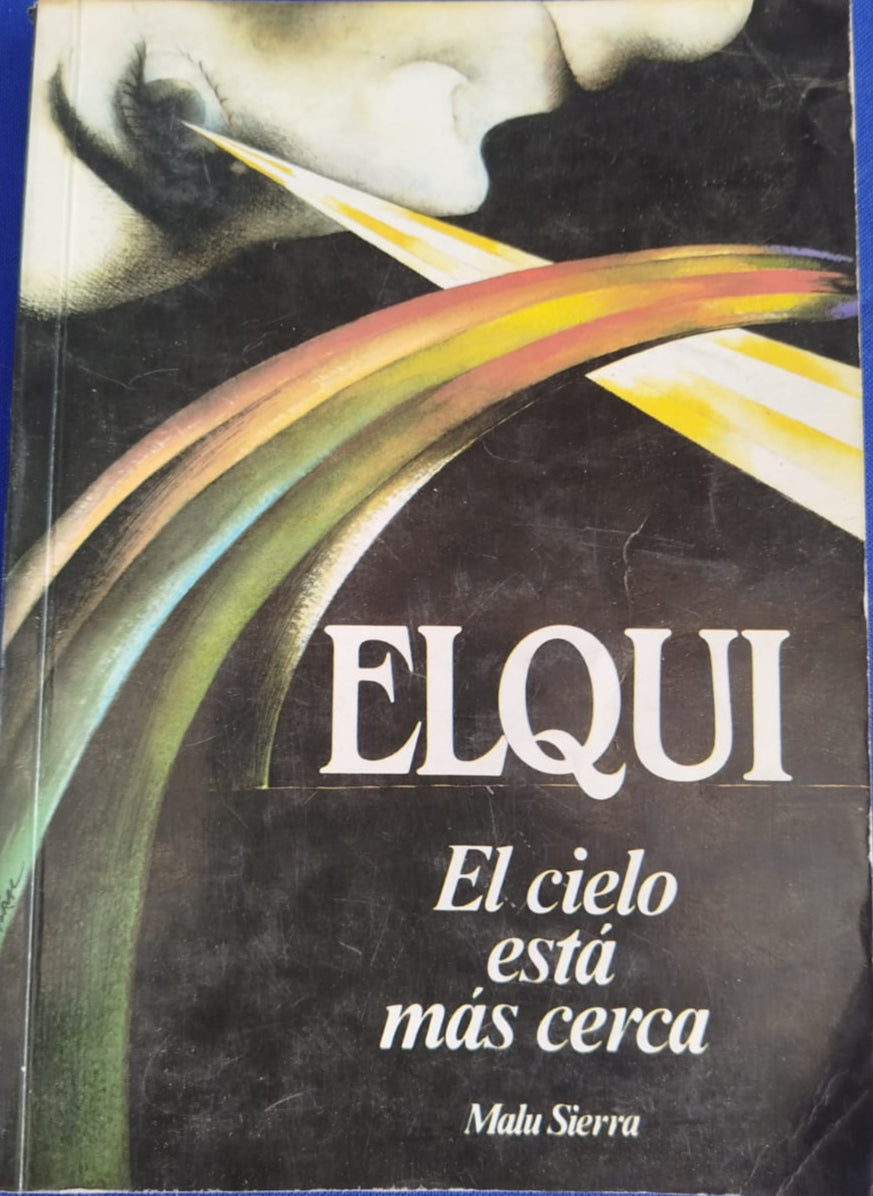 ELQUI
El cielo
está
más cerca
Malu Sierra